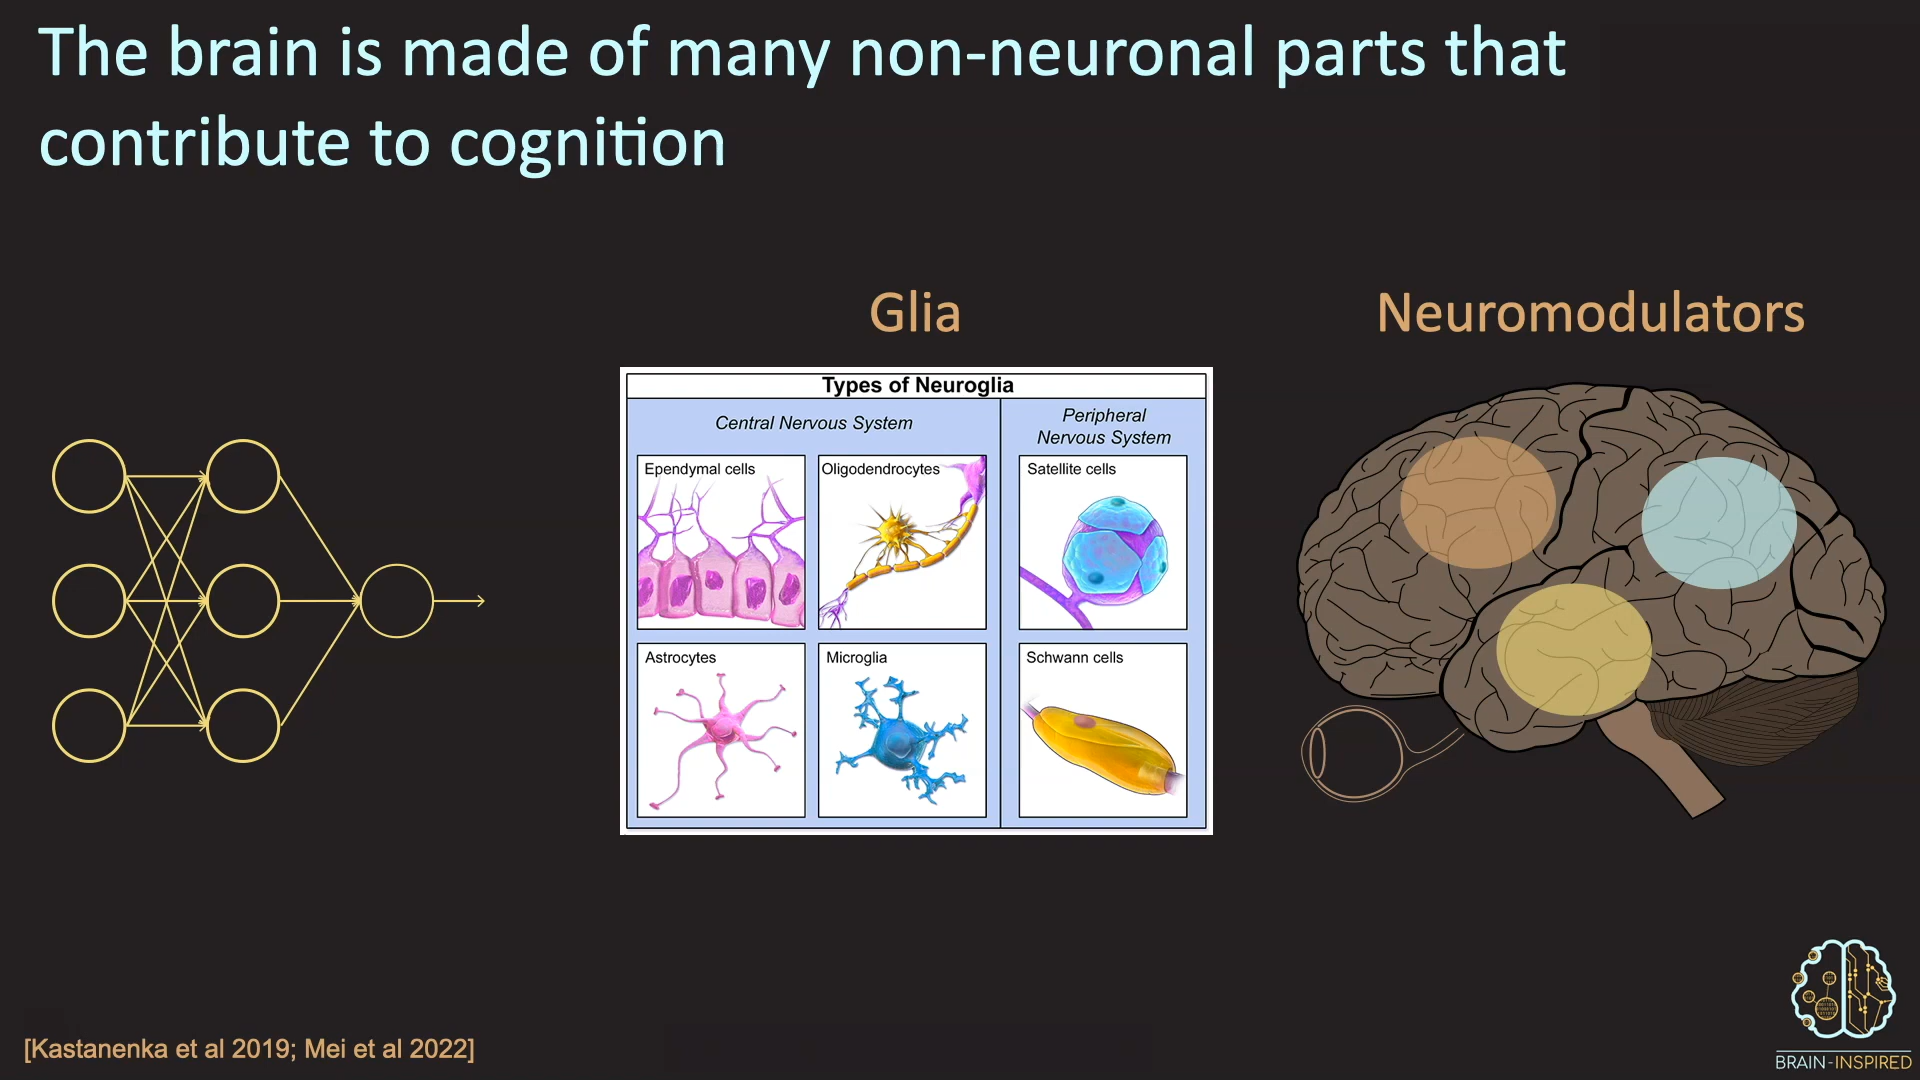 The brain is made of many non-neuronal parts that
contribute to cognition
Glia
Neuromodulators
Types of Neuroglia
Central Nervous System
Peripheral
Nervous System
Ependymal cells
Oligodendrocytes
Satellite cells
Astrocytes
Microglia
Schwann cells
[Kastanenka et al 2019; Mei et al 2022]
BRAIN-INSPIRED